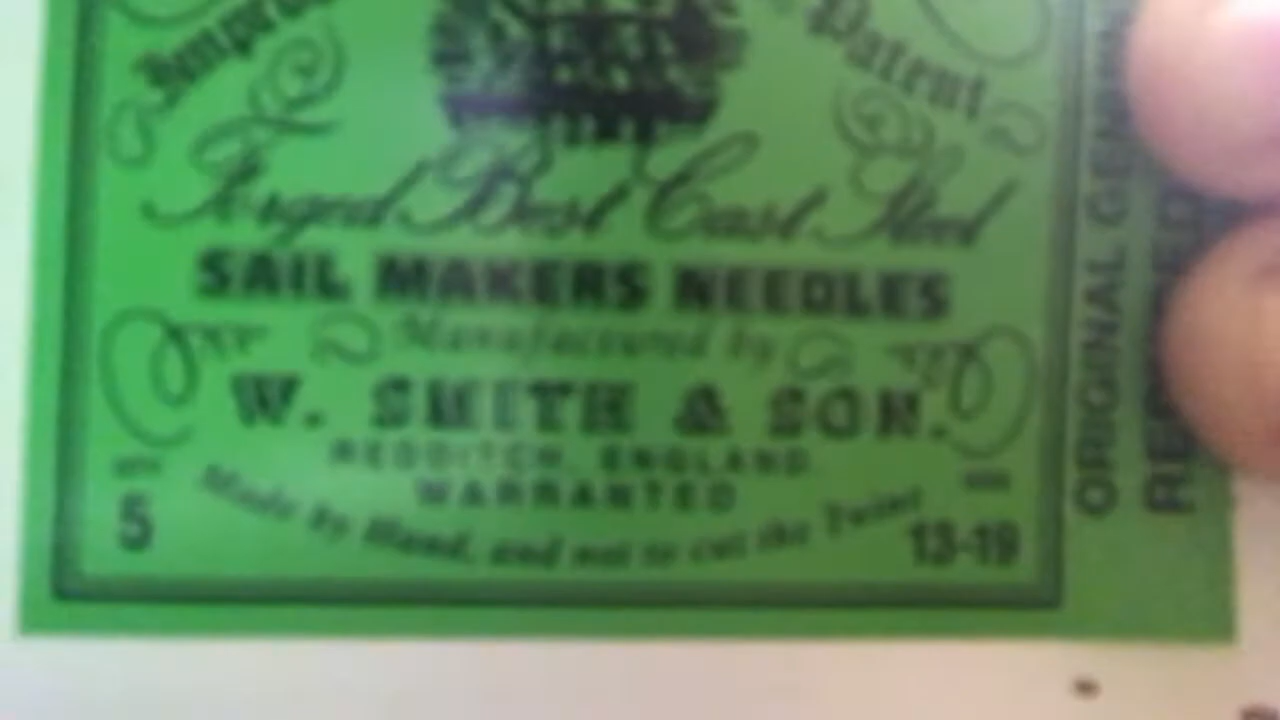 Patent
Forged Best Cast Steel
SAIL MAKERS NEEDLES
Manufactured by
W. SMITH & SON.
REDDITCH, ENGLAND.
WARRANTED
Made by Hand, and not to cut the Twine
5
13-19
ORIGINAL